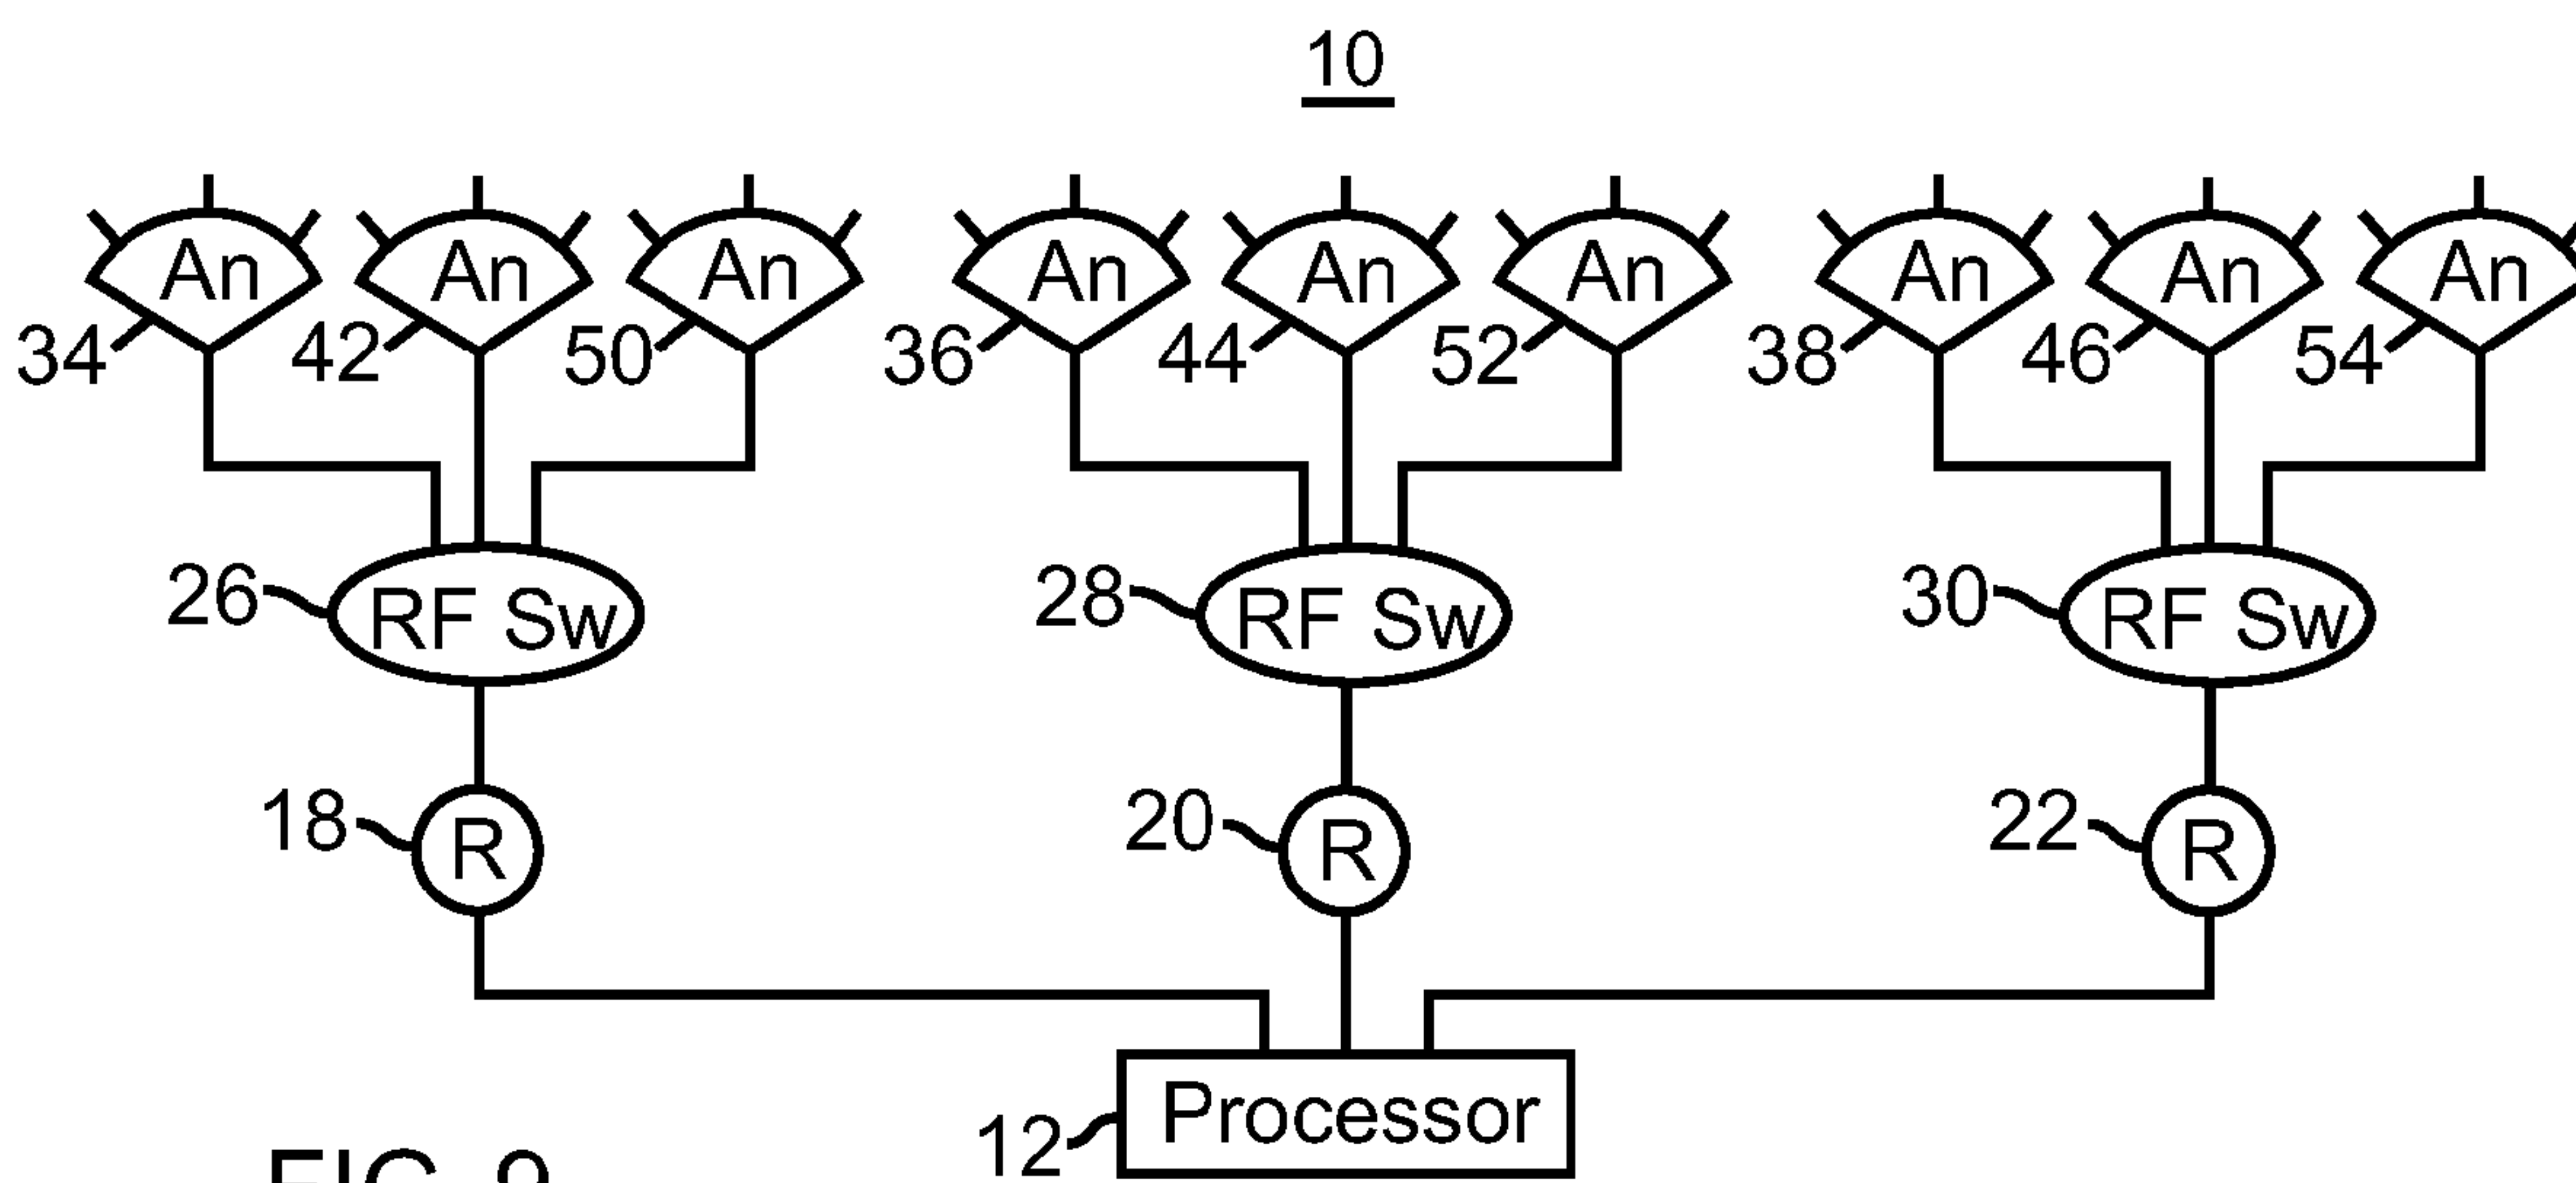 10
An An An An An An An An An
34 42 50 36 44 52 38 46 54
26 RF Sw 28 RF Sw 30 RF Sw
18 R 20 R 22 R
12 Processor
FIG.